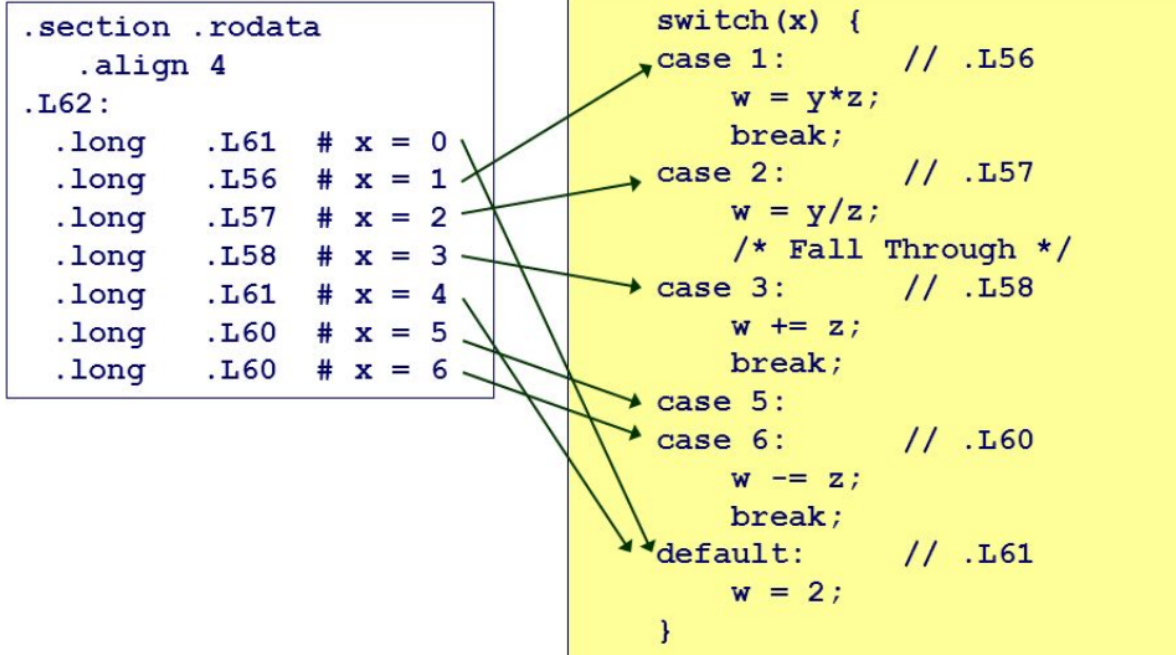 .section .rodata
.align 4
.L62:
.long .L61 # x = 0
.long .L56 # x = 1
.long .L57 # x = 2
.long .L58 # x = 3
.long .L61 # x = 4
.long .L60 # x = 5
.long .L60 # x = 6
switch(x) {
case 1: // .L56
w = y*z;
break;
case 2: // .L57
w = y/z;
/* Fall Through */
case 3: // .L58
w += z;
break;
case 5:
case 6: // .L60
w -= z;
break;
default: // .L61
w = 2;
}